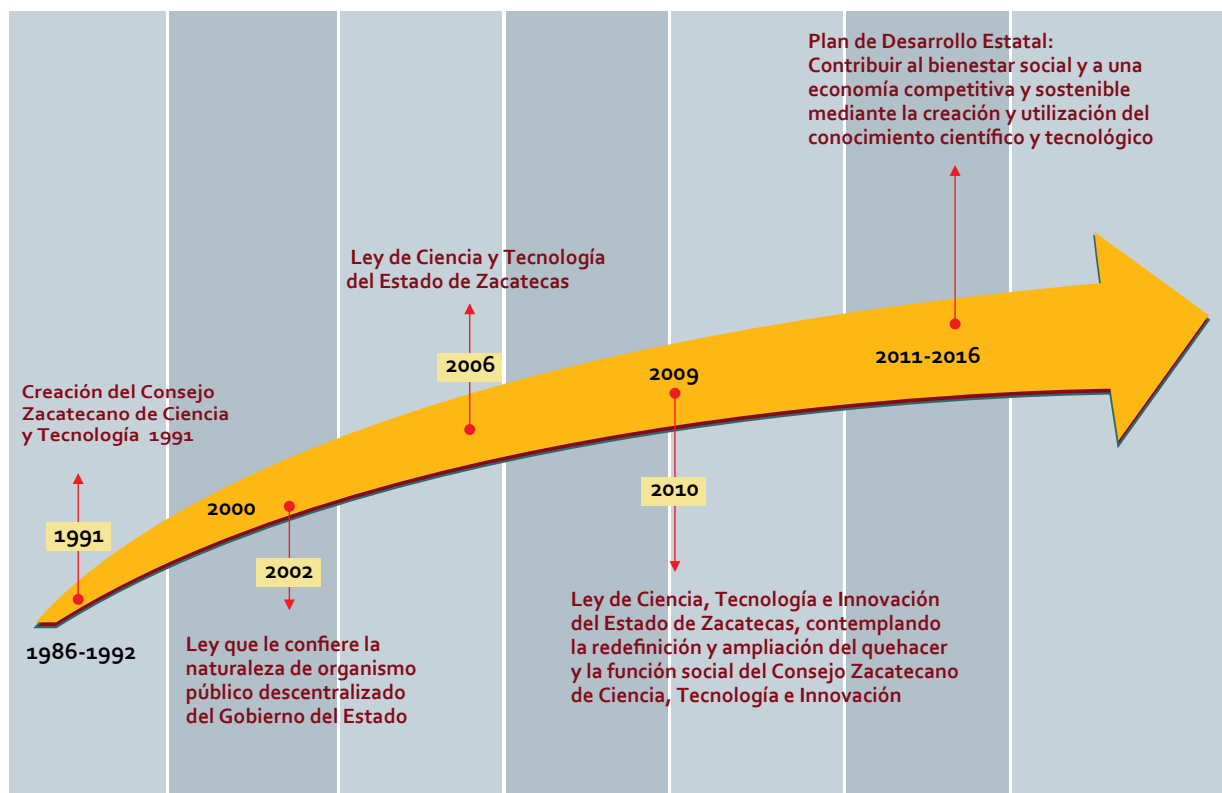 Plan de Desarrollo Estatal:
Contribuir al bienestar social y a una
economía competitiva y sostenible
mediante la creación y utilización del
conocimiento científico y tecnológico
Ley de Ciencia y Tecnología
del Estado de Zacatecas
2006
2009
2011-2016
Creación del Consejo
Zacatecano de Ciencia
y Tecnología 1991
1991
2000
2010
2002
1986-1992
Ley que le confiere la
naturaleza de organismo
público descentralizado
del Gobierno del Estado
Ley de Ciencia, Tecnología e Innovación
del Estado de Zacatecas, contemplando
la redefinición y ampliación del quehacer
y la función social del Consejo Zacatecano
de Ciencia, Tecnología e Innovación